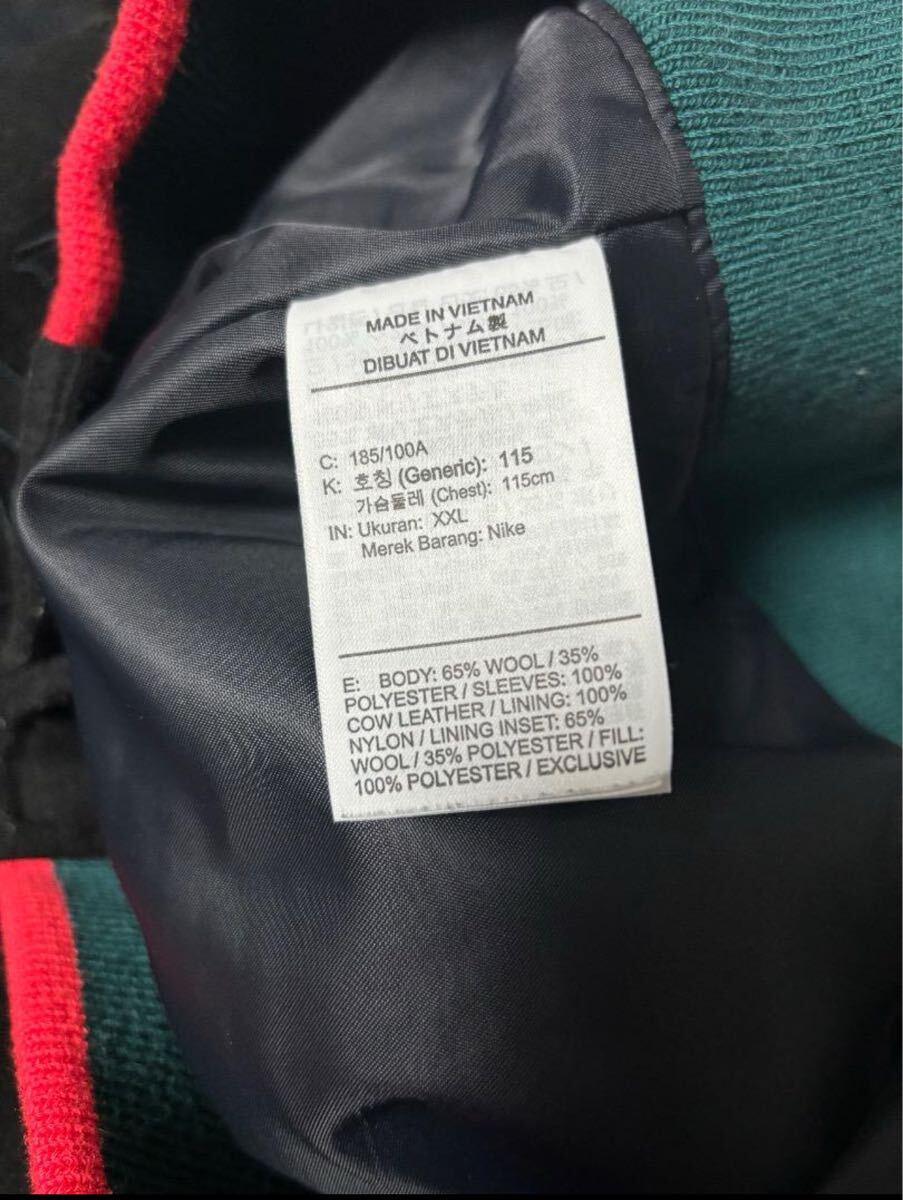 MADE IN VIETNAM
ベトナム製
DIBUAT DI VIETNAM
C: 185/100A
K: 호칭 (Generic): 115
가슴둘레 (Chest): 115cm
IN: Ukuran: XXL
Merek Barang: Nike
E: BODY: 65% WOOL / 35%
POLYESTER / SLEEVES: 100%
COW LEATHER / LINING: 100%
NYLON / LINING INSET: 65%
WOOL / 35% POLYESTER / FILL:
100% POLYESTER / EXCLUSIVE